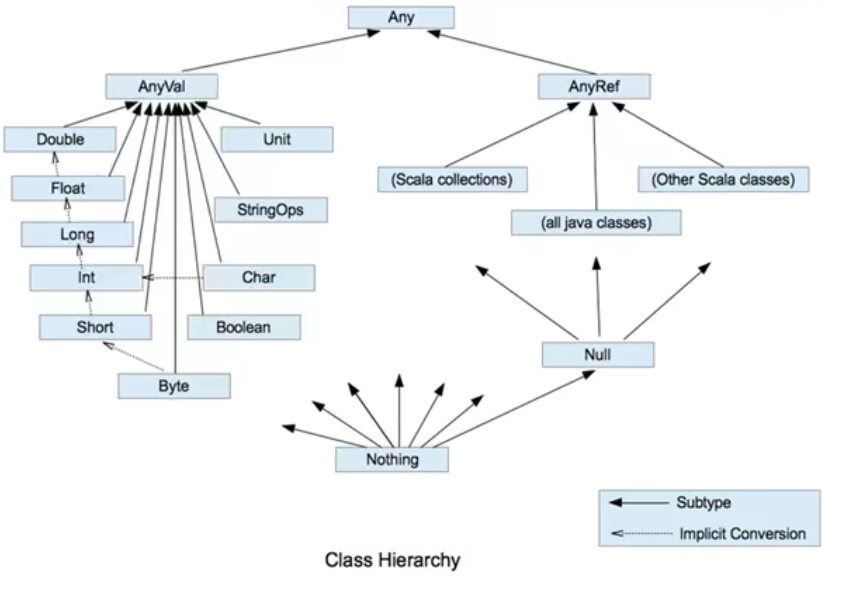 Any
AnyVal
AnyRef
Double
Unit
Float
(Scala collections)
(Other Scala classes)
StringOps
(all java classes)
Long
Int
Char
Short
Boolean
Null
Byte
Nothing
Subtype
Implicit Conversion
Class Hierarchy